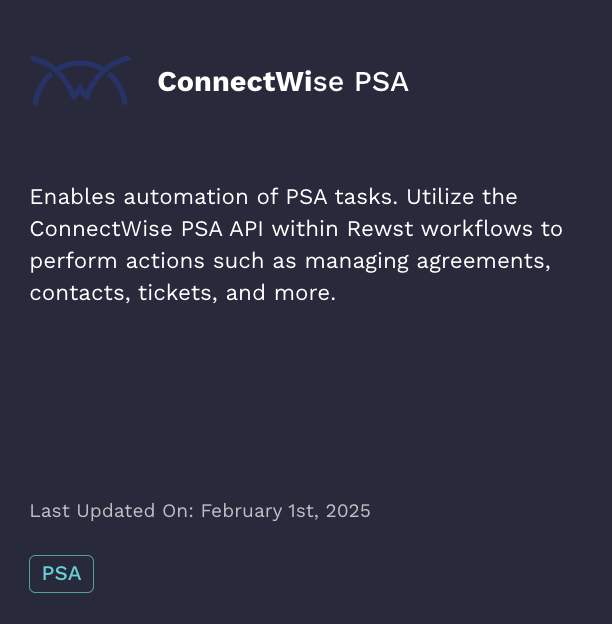 ConnectWise PSA
Enables automation of PSA tasks. Utilize the
ConnectWise PSA API within Rewst workflows to
perform actions such as managing agreements,
contacts, tickets, and more.
Last Updated On: February 1st, 2025
PSA